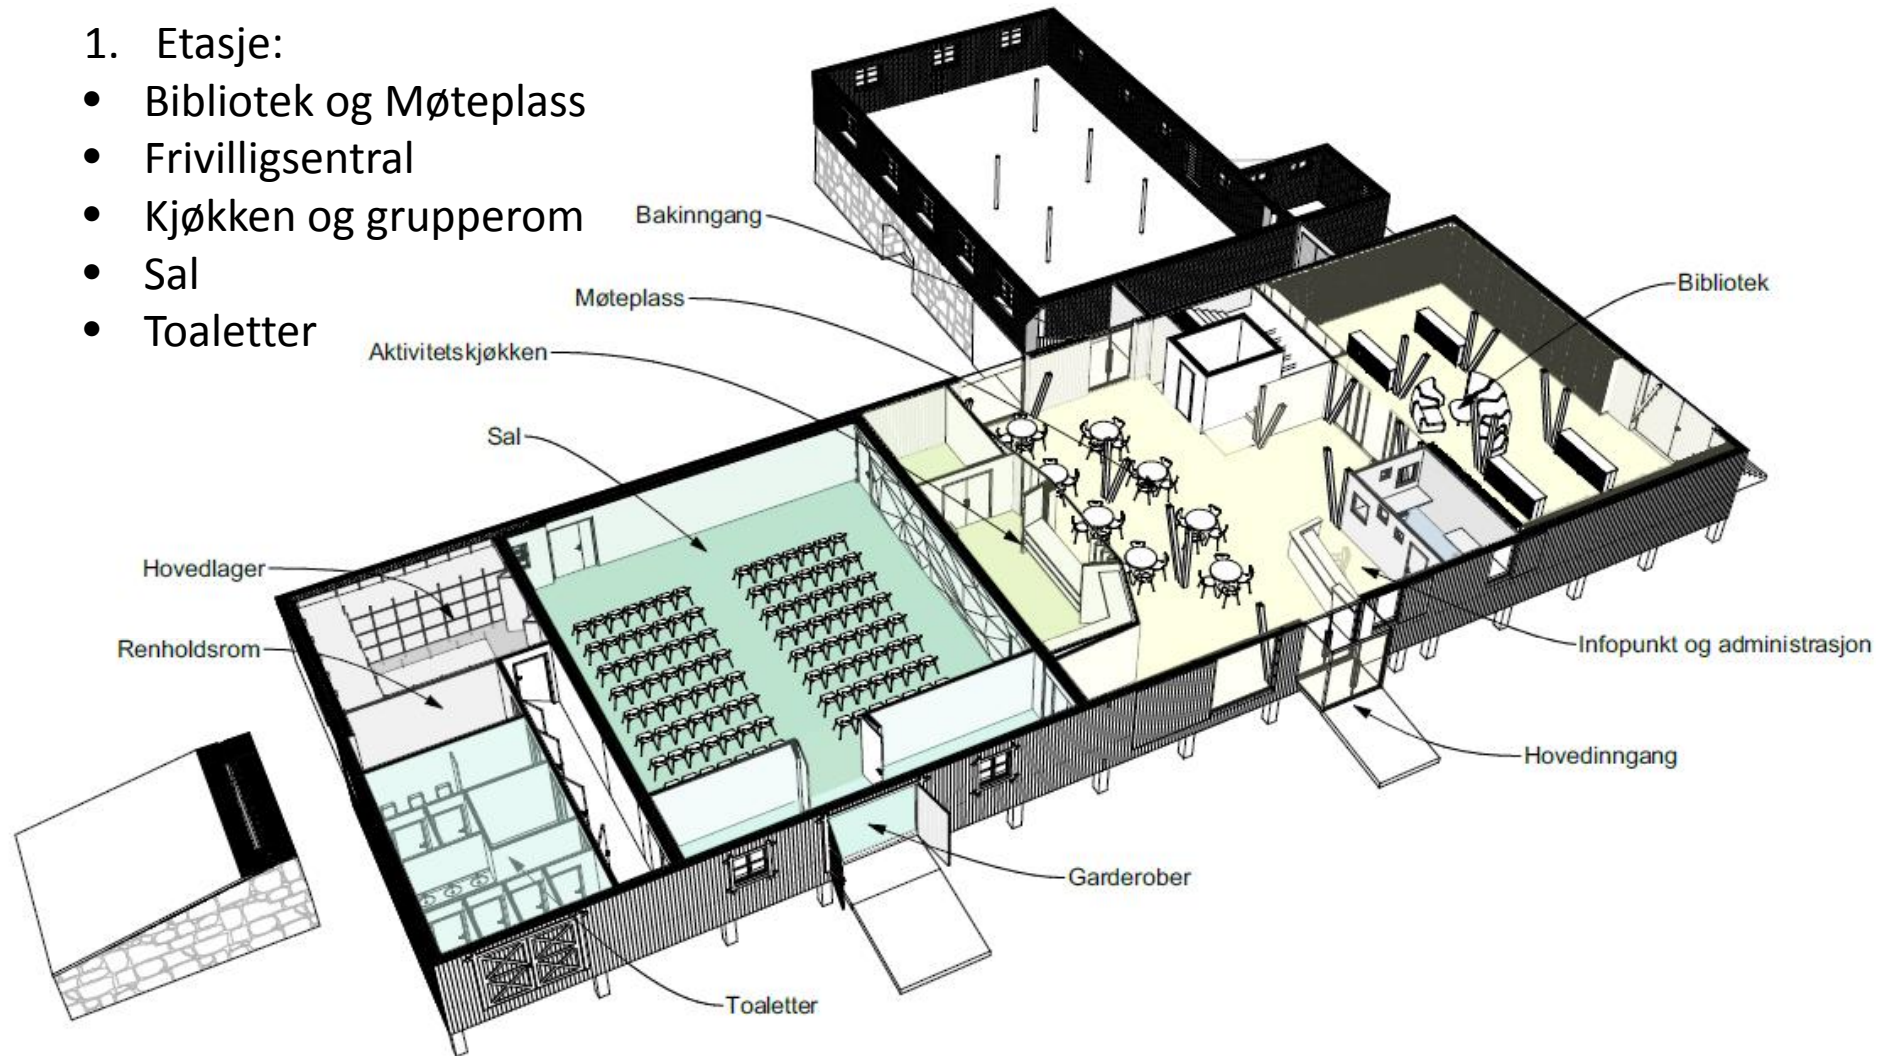 1. Etasje:
• Bibliotek og Møteplass
• Frivilligsentral
• Kjøkken og grupperom
• Sal
• Toaletter
Bakinngang
Møteplass
Bibliotek
Aktivitetskjøkken
Sal
Hovedlager
Renholdsrom
Infopunkt og administrasjon
Hovedinngang
Garderober
Toaletter